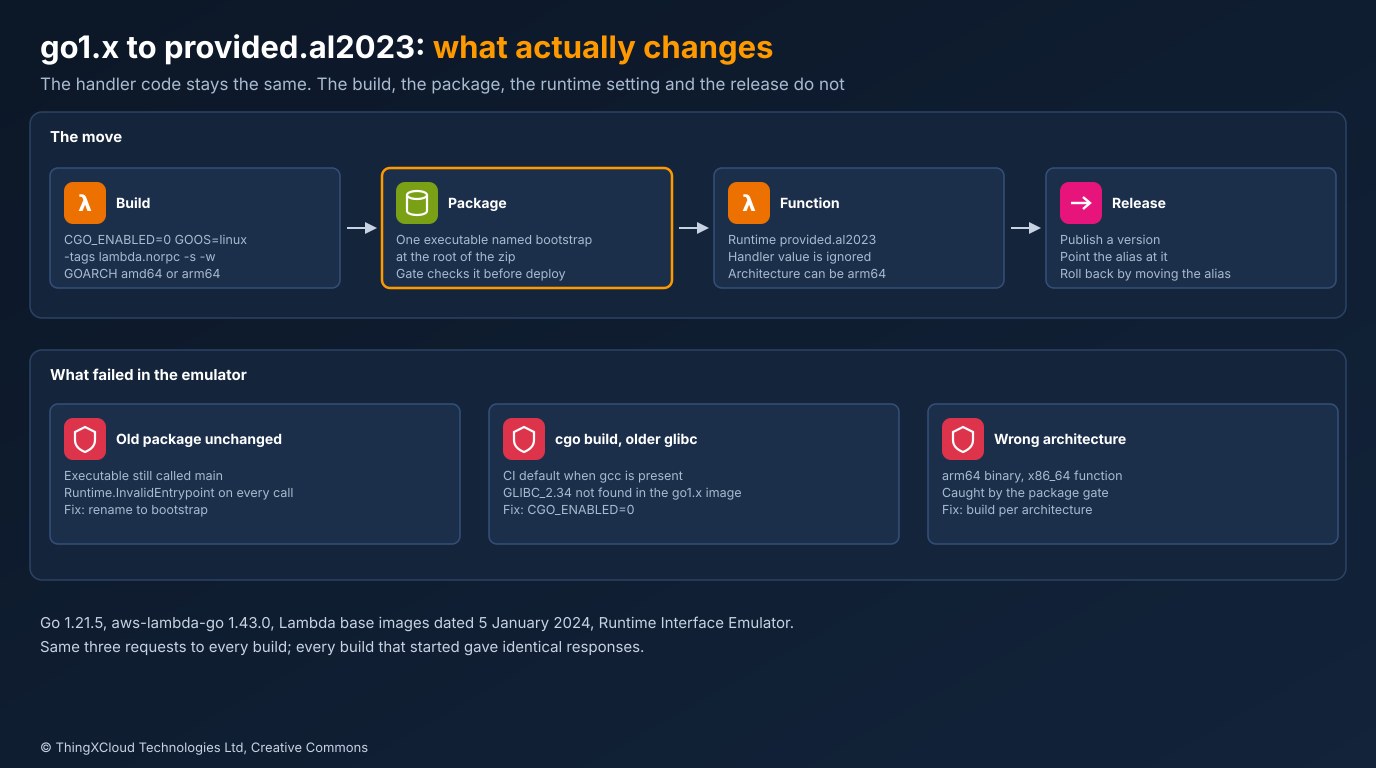 go1.x to provided.al2023: what actually changes
The handler code stays the same. The build, the package, the runtime setting and the release do not
The move
λ Build
CGO_ENABLED=0 GOOS=linux
-tags lambda.norpc -s -w
GOARCH amd64 or arm64
Package
One executable named bootstrap
at the root of the zip
Gate checks it before deploy
λ Function
Runtime provided.al2023
Handler value is ignored
Architecture can be arm64
Release
Publish a version
Point the alias at it
Roll back by moving the alias
What failed in the emulator
Old package unchanged
Executable still called main
Runtime.InvalidEntrypoint on every call
Fix: rename to bootstrap
cgo build, older glibc
CI default when gcc is present
GLIBC_2.34 not found in the go1.x image
Fix: CGO_ENABLED=0
Wrong architecture
arm64 binary, x86_64 function
Caught by the package gate
Fix: build per architecture
Go 1.21.5, aws-lambda-go 1.43.0, Lambda base images dated 5 January 2024, Runtime Interface Emulator.
Same three requests to every build; every build that started gave identical responses.
© ThingXCloud Technologies Ltd, Creative Commons